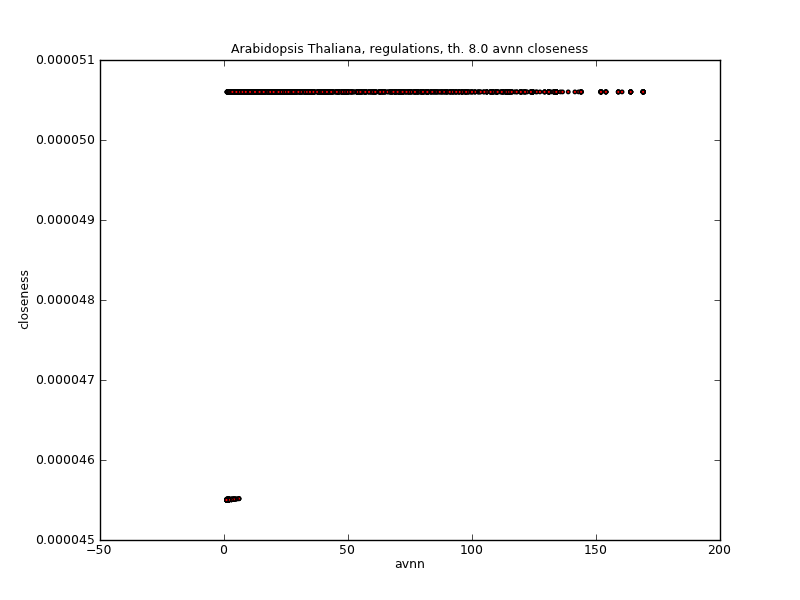 Arabidopsis Thaliana, regulations, th. 8.0 avnn closeness
0.000051
0.000050
0.000049
0.000048
0.000047
0.000046
0.000045
closeness
−50 0 50 100 150 200
avnn